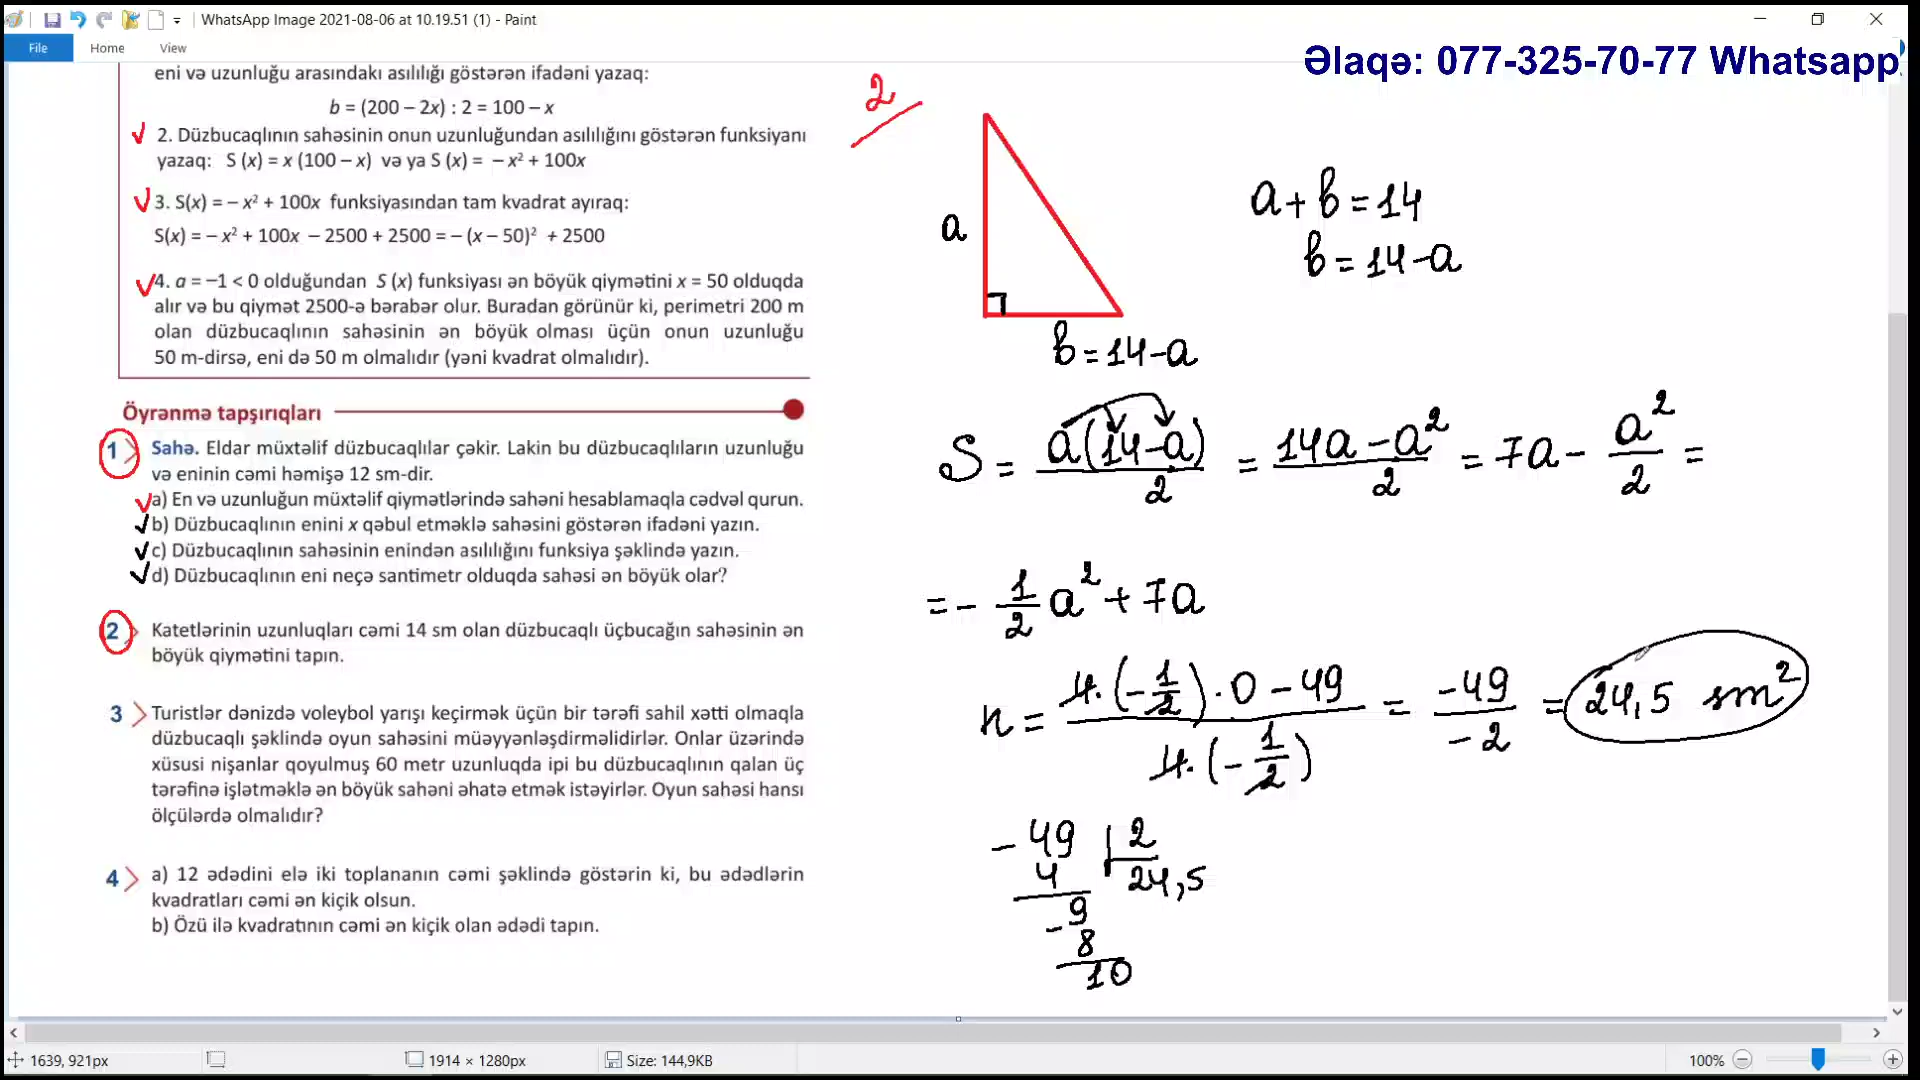 WhatsApp Image 2021-08-06 at 10.19.51 (1) - Paint
File Home View
Əlaqə: 077-325-70-77 Whatsapp
eni və uzunluğu arasındakı asılılığı göstərən ifadəni yazaq:
b = (200 – 2x) : 2 = 100 – x
2. Düzbucaqlının sahəsinin onun uzunluğundan asılılığını göstərən funksiyanı
yazaq: S (x) = x (100 – x) və ya S (x) = – x² + 100x
3. S(x) = – x² + 100x funksiyasından tam kvadrat ayıraq:
S(x) = – x² + 100x – 2500 + 2500 = – (x – 50)² + 2500
4. a = –1 < 0 olduğundan S (x) funksiyası ən böyük qiymətini x = 50 olduqda
alır və bu qiymət 2500-ə bərabər olur. Buradan görünür ki, perimetri 200 m
olan düzbucaqlının sahəsinin ən böyük olması üçün onun uzunluğu
50 m-dirsə, eni də 50 m olmalıdır (yəni kvadrat olmalıdır).
Öyrənmə tapşırıqları
1 Sahə. Eldar müxtəlif düzbucaqlılar çəkir. Lakin bu düzbucaqlıların uzunluğu
və eninin cəmi həmişə 12 sm-dir.
a) En və uzunluğun müxtəlif qiymətlərində sahəni hesablamaqla cədvəl qurun.
b) Düzbucaqlının enini x qəbul etməklə sahəsini göstərən ifadəni yazın.
c) Düzbucaqlının sahəsinin enindən asılılığını funksiya şəklində yazın.
d) Düzbucaqlının eni neçə santimetr olduqda sahəsi ən böyük olar?
2 Katetlərinin uzunluqları cəmi 14 sm olan düzbucaqlı üçbucağın sahəsinin ən
böyük qiymətini tapın.
3 Turistlər dənizdə voleybol yarışı keçirmək üçün bir tərəfi sahil xətti olmaqla
düzbucaqlı şəklində oyun sahəsini müəyyənləşdirməlidirlər. Onlar üzərində
xüsusi nişanlar qoyulmuş 60 metr uzunluqda ipi bu düzbucaqlının qalan üç
tərəfinə işlətməklə ən böyük sahəni əhatə etmək istəyirlər. Oyun sahəsi hansı
ölçülərdə olmalıdır?
4 a) 12 ədədini elə iki toplananın cəmi şəklində göstərin ki, bu ədədlərin
kvadratları cəmi ən kiçik olsun.
b) Özü ilə kvadratının cəmi ən kiçik olan ədədi tapın.
2
a
a + b = 14
b = 14 - a
b = 14 - a
S = a(14-a)/2 = 14a - a²/2 = 7a - a²/2 =
= - 1/2 a² + 7a
n = 4·(-1/2)·0 - 49 / 4·(-1/2) = -49/-2 = 24,5 sm²
- 49 | 2
4 24,5
- 9
8
10
1639, 921px 1914 × 1280px Size: 144,9KB 100%